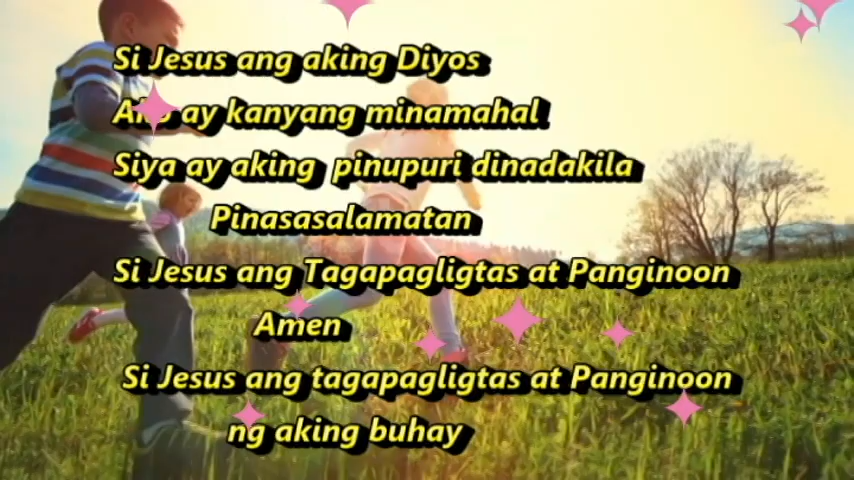 Si Jesus ang aking Diyos
Ako ay kanyang minamahal
Siya ay aking pinupuri dinadakila
Pinasasalamatan
Si Jesus ang Tagapagligtas at Panginoon
Amen
Si Jesus ang tagapagligtas at Panginoon
ng aking buhay